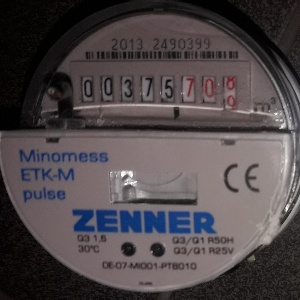 2013 2490399
00375708
m³
Minomess
ETK-M
pulse
CE
ZENNER
Q3 1,6 Q3/Q1 R50H
30°C Q3/Q1 R25V
DE-07-MI001-PTB010